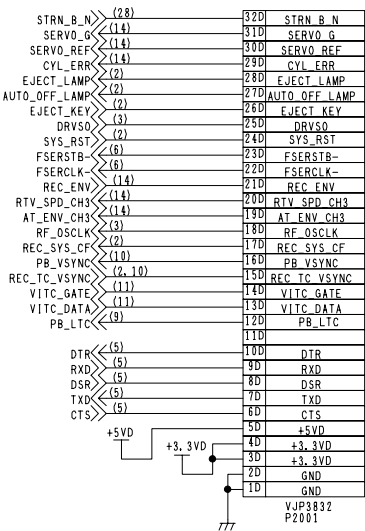 STRN_B_N (28) 32D STRN_B_N
SERVO_G (14) 31D SERVO_G
SERVO_REF (14) 30D SERVO_REF
CYL_ERR (14) 29D CYL_ERR
EJECT_LAMP (2) 28D EJECT_LAMP
AUTO_OFF_LAMP (2) 27D AUTO_OFF_LAMP
EJECT_KEY (2) 26D EJECT_KEY
DRVSO (3) 25D DRVSO
SYS_RST (2) 24D SYS_RST
FSERSTB- (6) 23D FSERSTB-
FSERCLK- (6) 22D FSERCLK-
REC_ENV (14) 21D REC_ENV
RTV_SPD_CH3 (14) 20D RTV_SPD_CH3
AT_ENV_CH3 (14) 19D AT_ENV_CH3
RF_OSCLK (3) 18D RF_OSCLK
REC_SYS_CF (2) 17D REC_SYS_CF
PB_VSYNC (10) 16D PB_VSYNC
REC_TC_VSYNC (2,10) 15D REC_TC_VSYNC
VITC_GATE (11) 14D VITC_GATE
VITC_DATA (11) 13D VITC_DATA
PB_LTC (9) 12D PB_LTC
11D
DTR (5) 10D DTR
RXD (5) 9D RXD
DSR (5) 8D DSR
TXD (5) 7D TXD
CTS (5) 6D CTS
+5VD 5D +5VD
+3.3VD 4D +3.3VD
3D +3.3VD
2D GND
1D GND
VJP3832
P2001